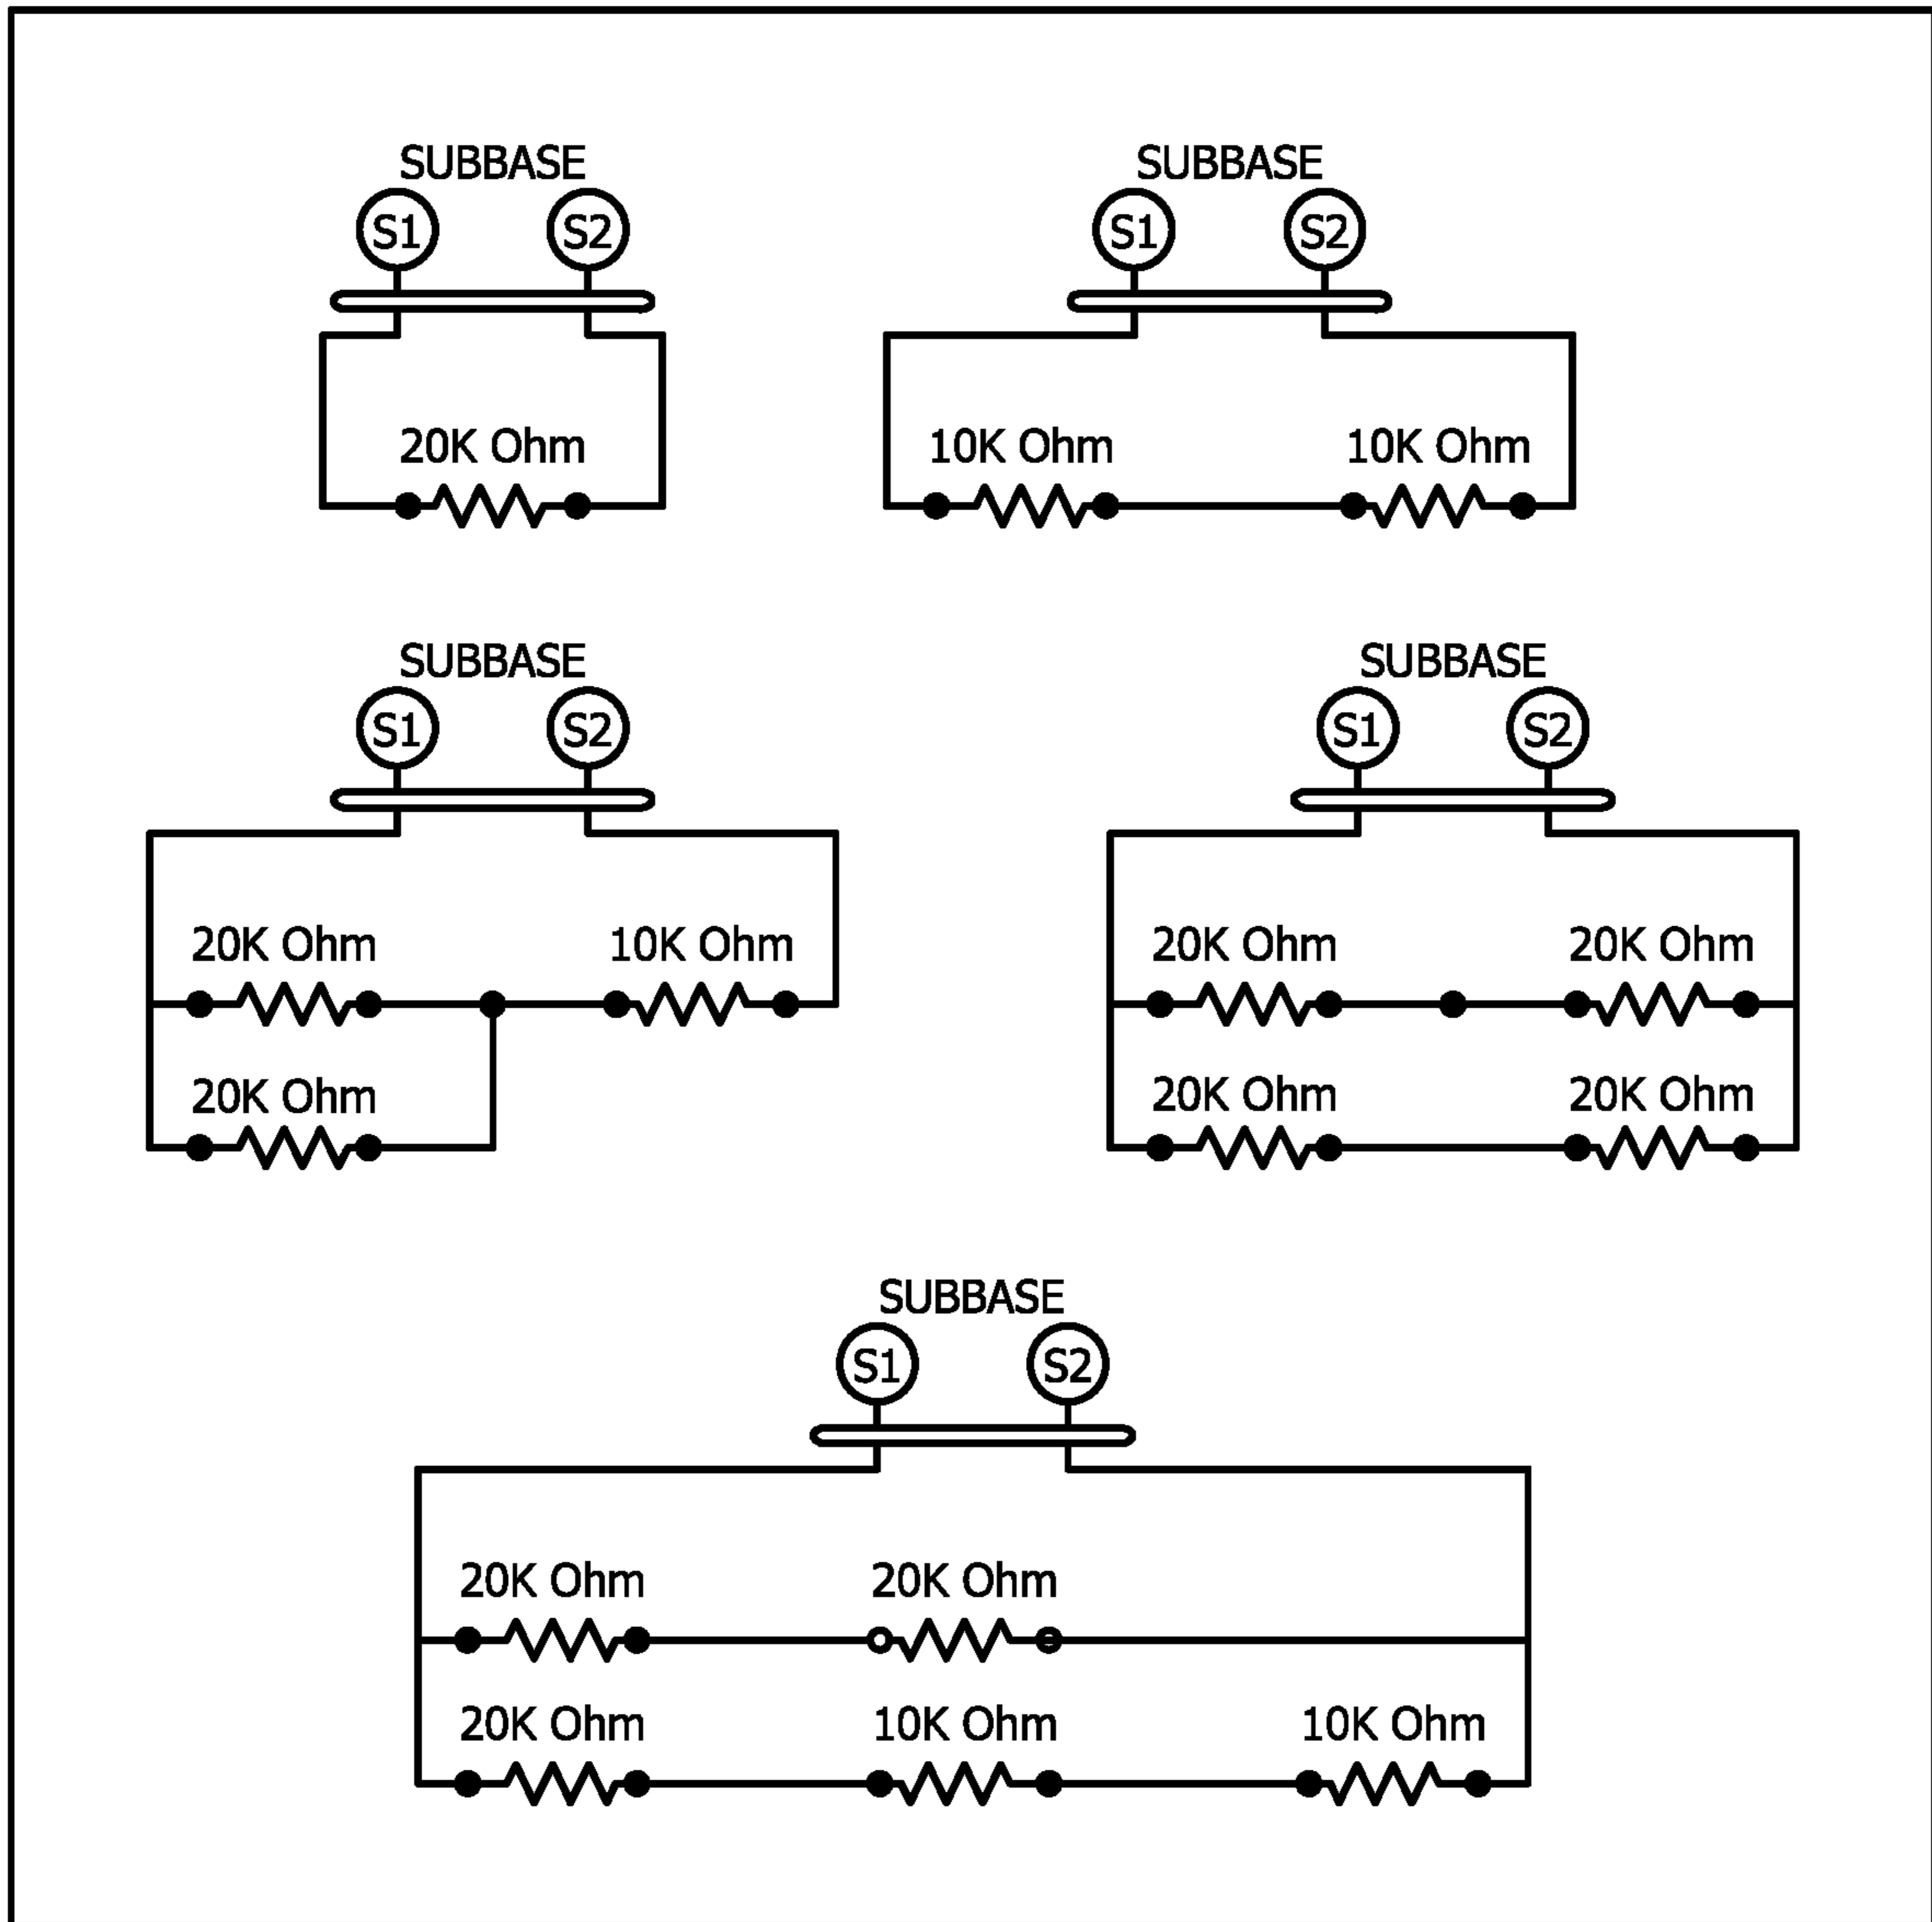 SUBBASE SUBBASE
S1 S2 S1 S2
20K Ohm 10K Ohm 10K Ohm
SUBBASE SUBBASE
S1 S2 S1 S2
20K Ohm 10K Ohm 20K Ohm 20K Ohm
20K Ohm 20K Ohm 20K Ohm
SUBBASE
S1 S2
20K Ohm 20K Ohm
20K Ohm 10K Ohm 10K Ohm